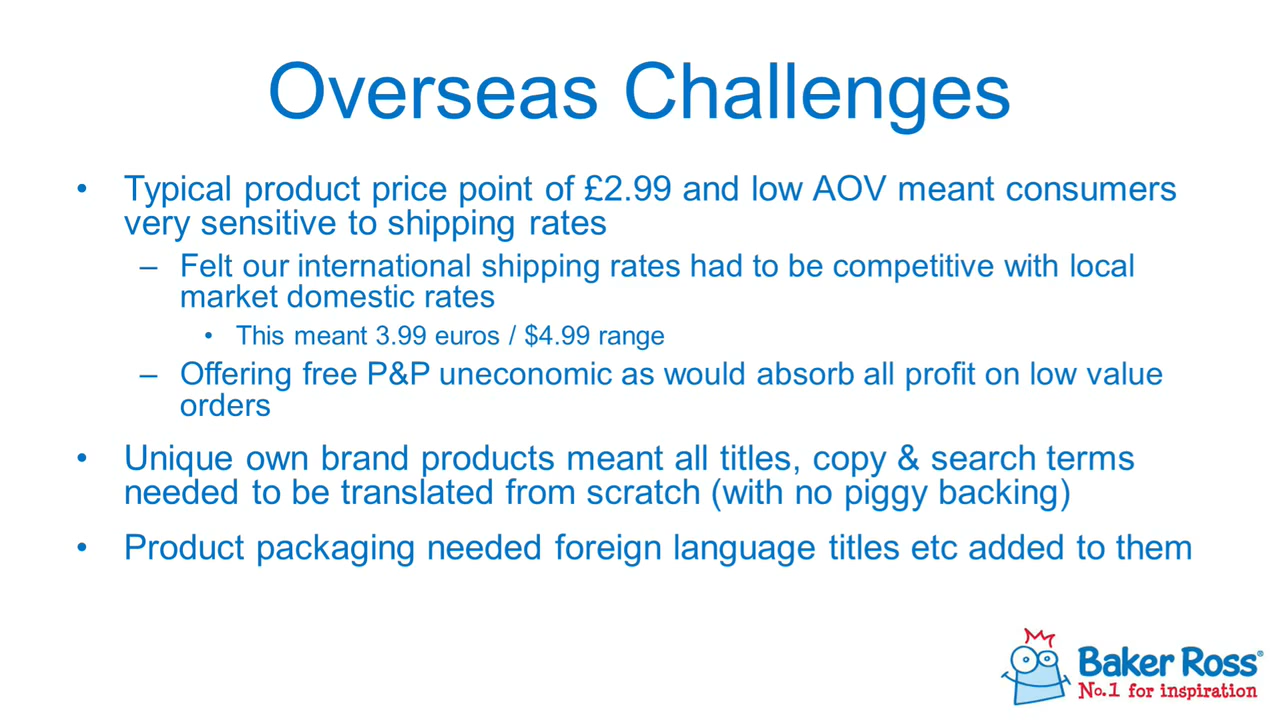 Overseas Challenges
• Typical product price point of £2.99 and low AOV meant consumers
very sensitive to shipping rates
– Felt our international shipping rates had to be competitive with local
market domestic rates
• This meant 3.99 euros / $4.99 range
– Offering free P&P uneconomic as would absorb all profit on low value
orders
• Unique own brand products meant all titles, copy & search terms
needed to be translated from scratch (with no piggy backing)
• Product packaging needed foreign language titles etc added to them
Baker Ross®
No.1 for inspiration